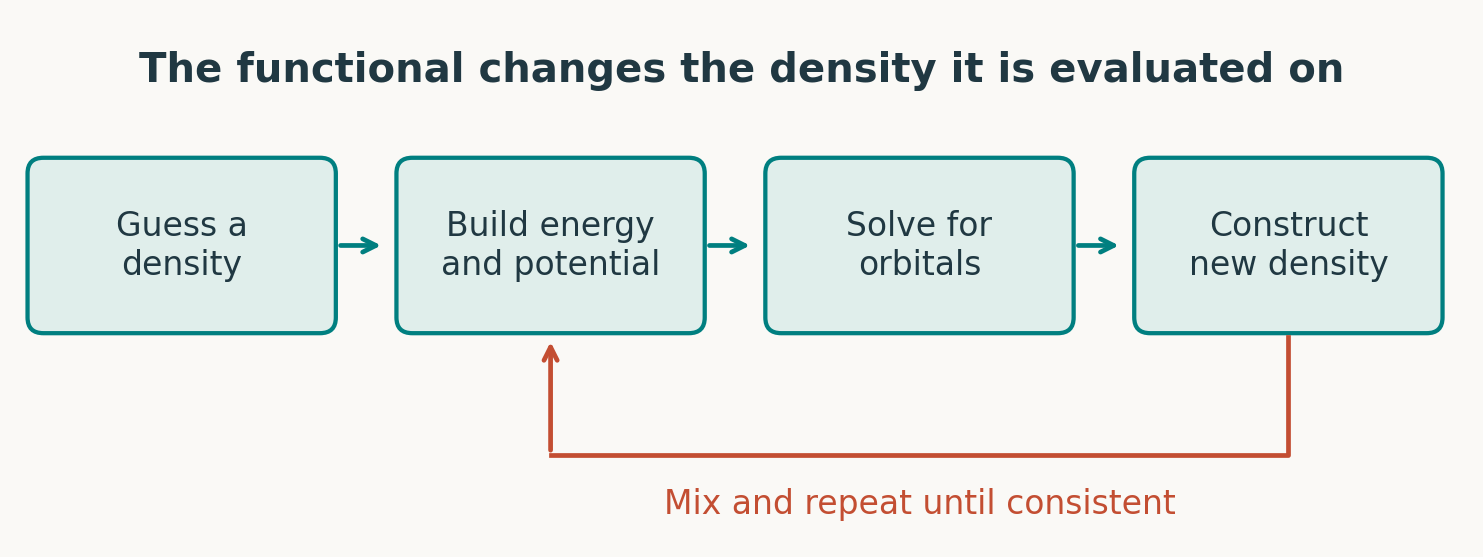 The functional changes the density it is evaluated on
Guess a
density
Build energy
and potential
Solve for
orbitals
Construct
new density
Mix and repeat until consistent